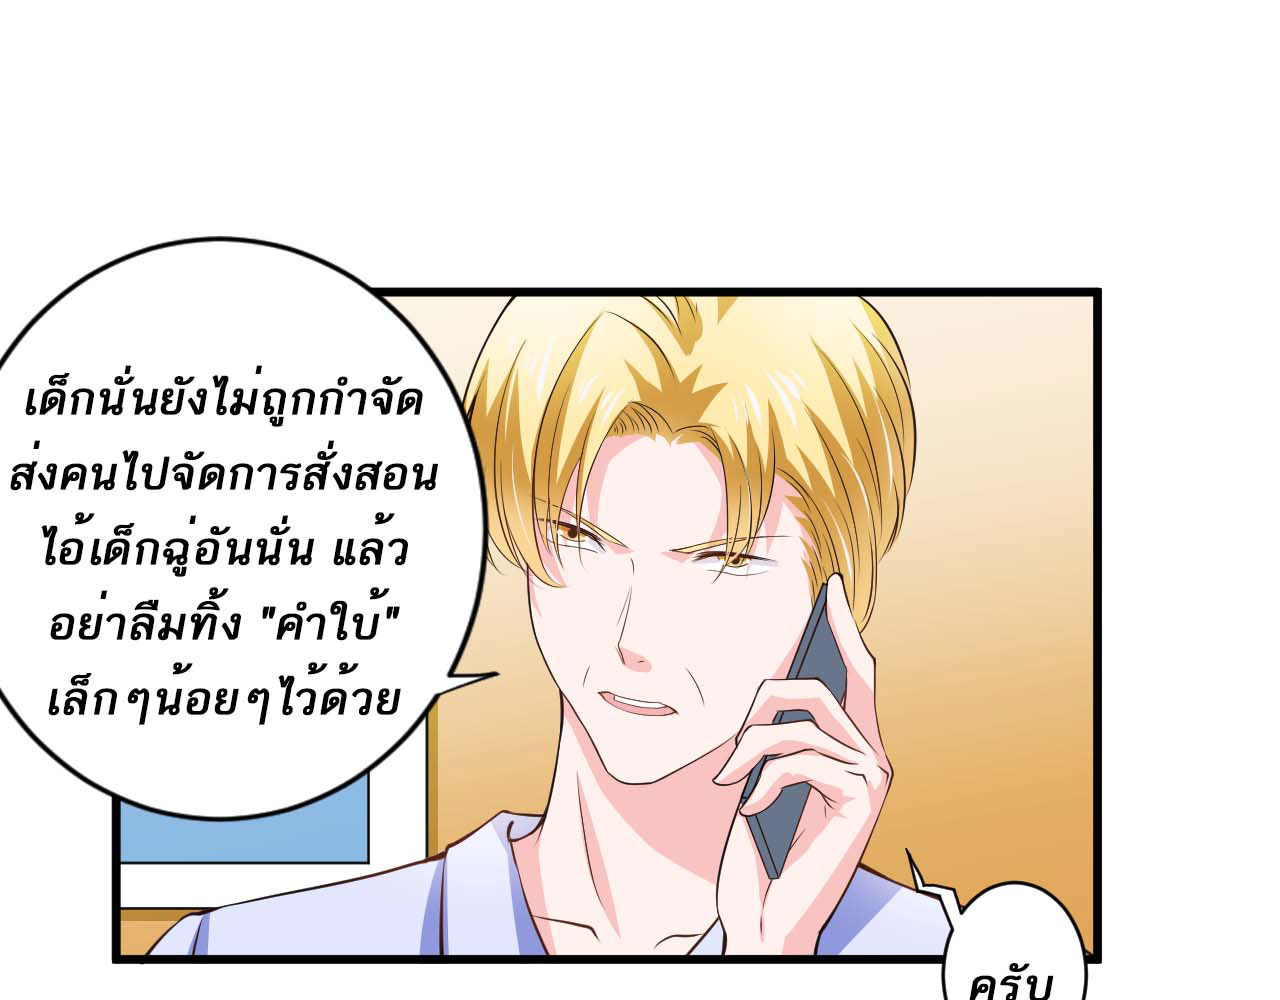 เด็กนั่นยังไม่ถูกกำจัด
ส่งคนไปจัดการสั่งสอน
ไอ้เด็กฉู่อันนั่น แล้ว
อย่าลืมทิ้ง "คำใบ้"
เล็กๆน้อยๆไว้ด้วย
ครับ